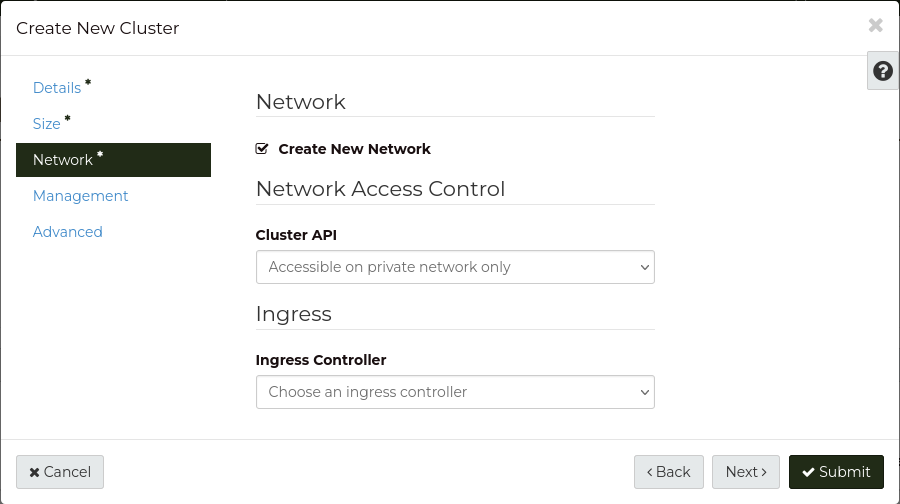 Create New Cluster
×
?
Details *
Size *
Network *
Management
Advanced
Network
Create New Network
Network Access Control
Cluster API
Accessible on private network only
Ingress
Ingress Controller
Choose an ingress controller
Cancel
Back
Next
Submit